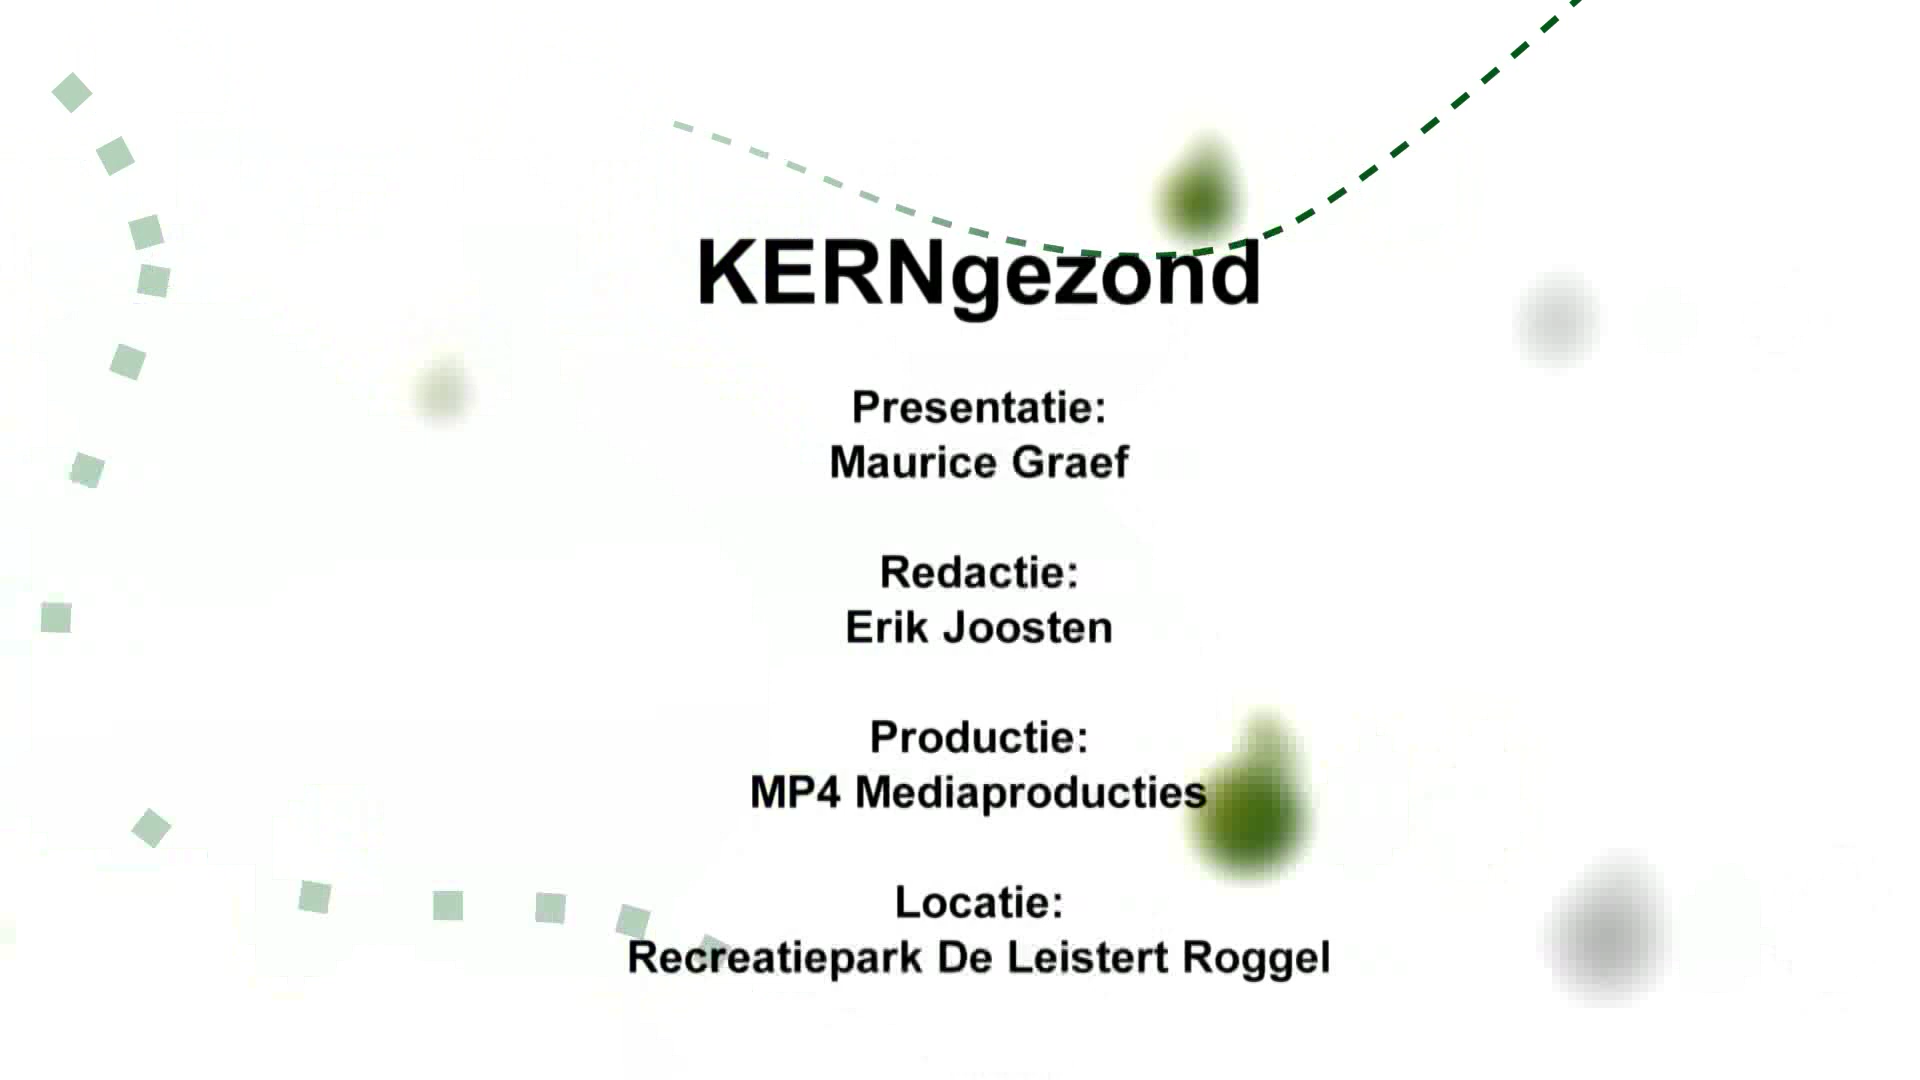 KERNgezond
Presentatie:
Maurice Graef
Redactie:
Erik Joosten
Productie:
MP4 Mediaproducties
Locatie:
Recreatiepark De Leistert Roggel